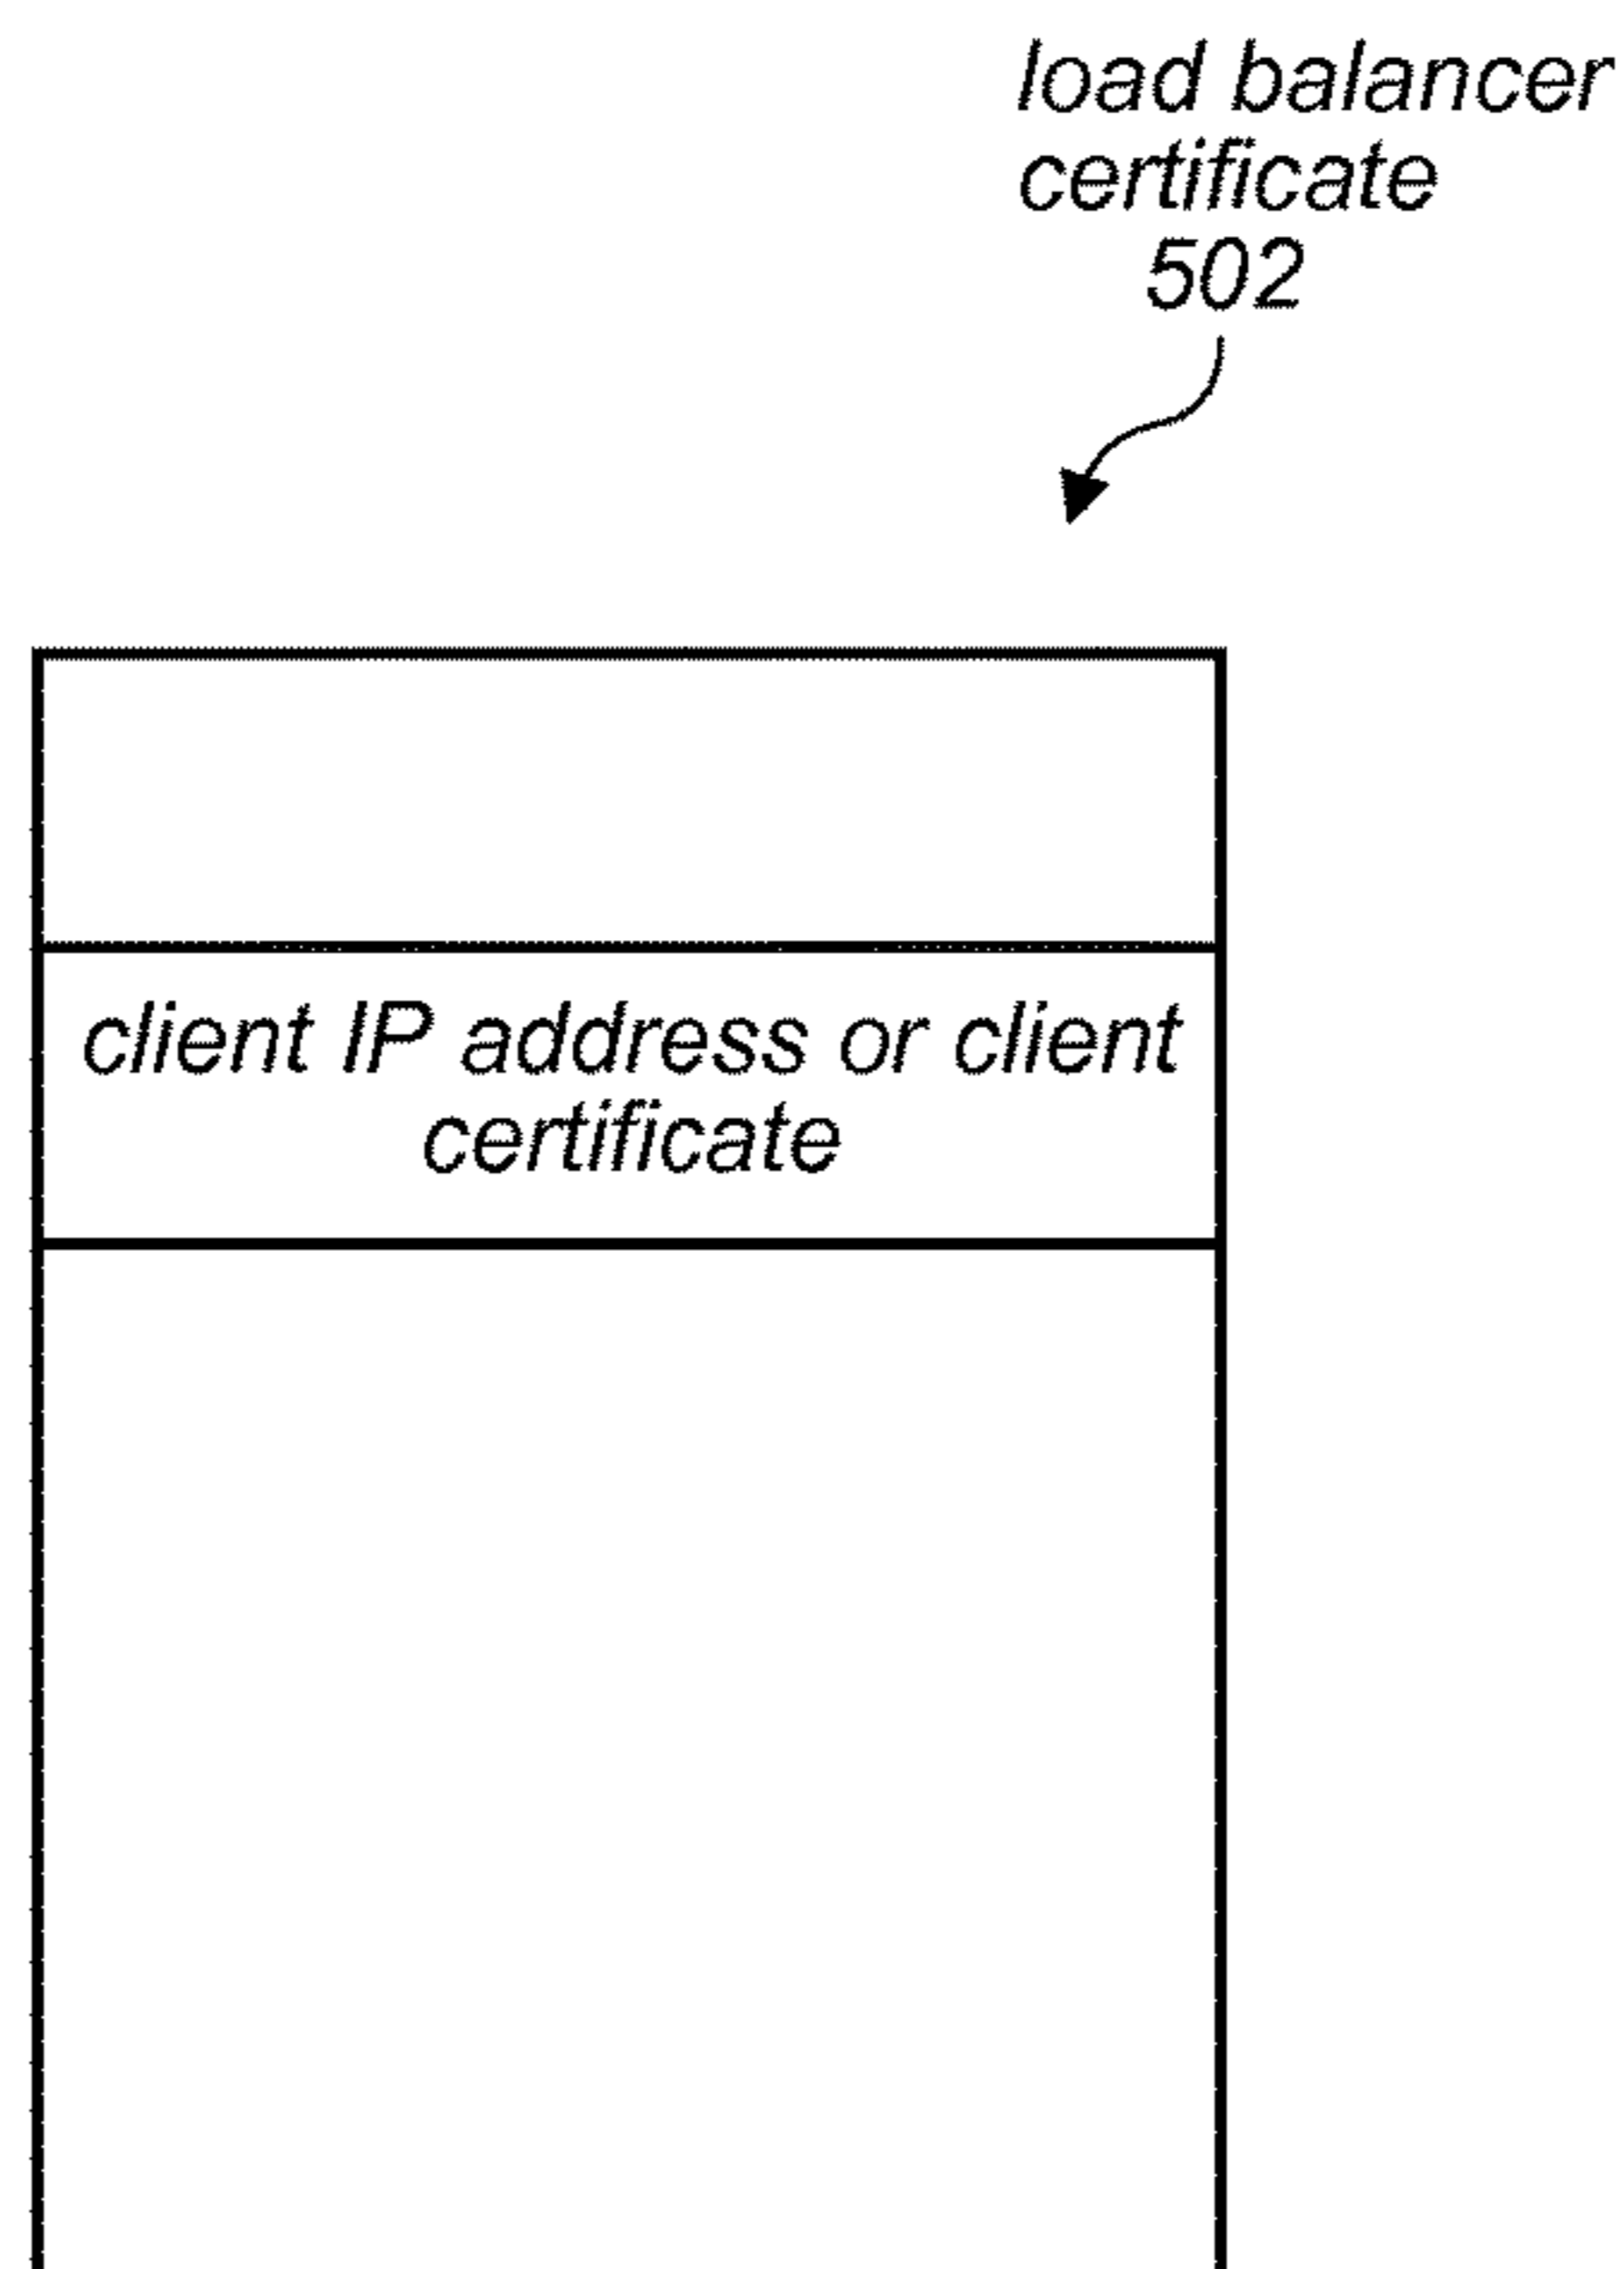 load balancer
certificate
502
client IP address or client
certificate